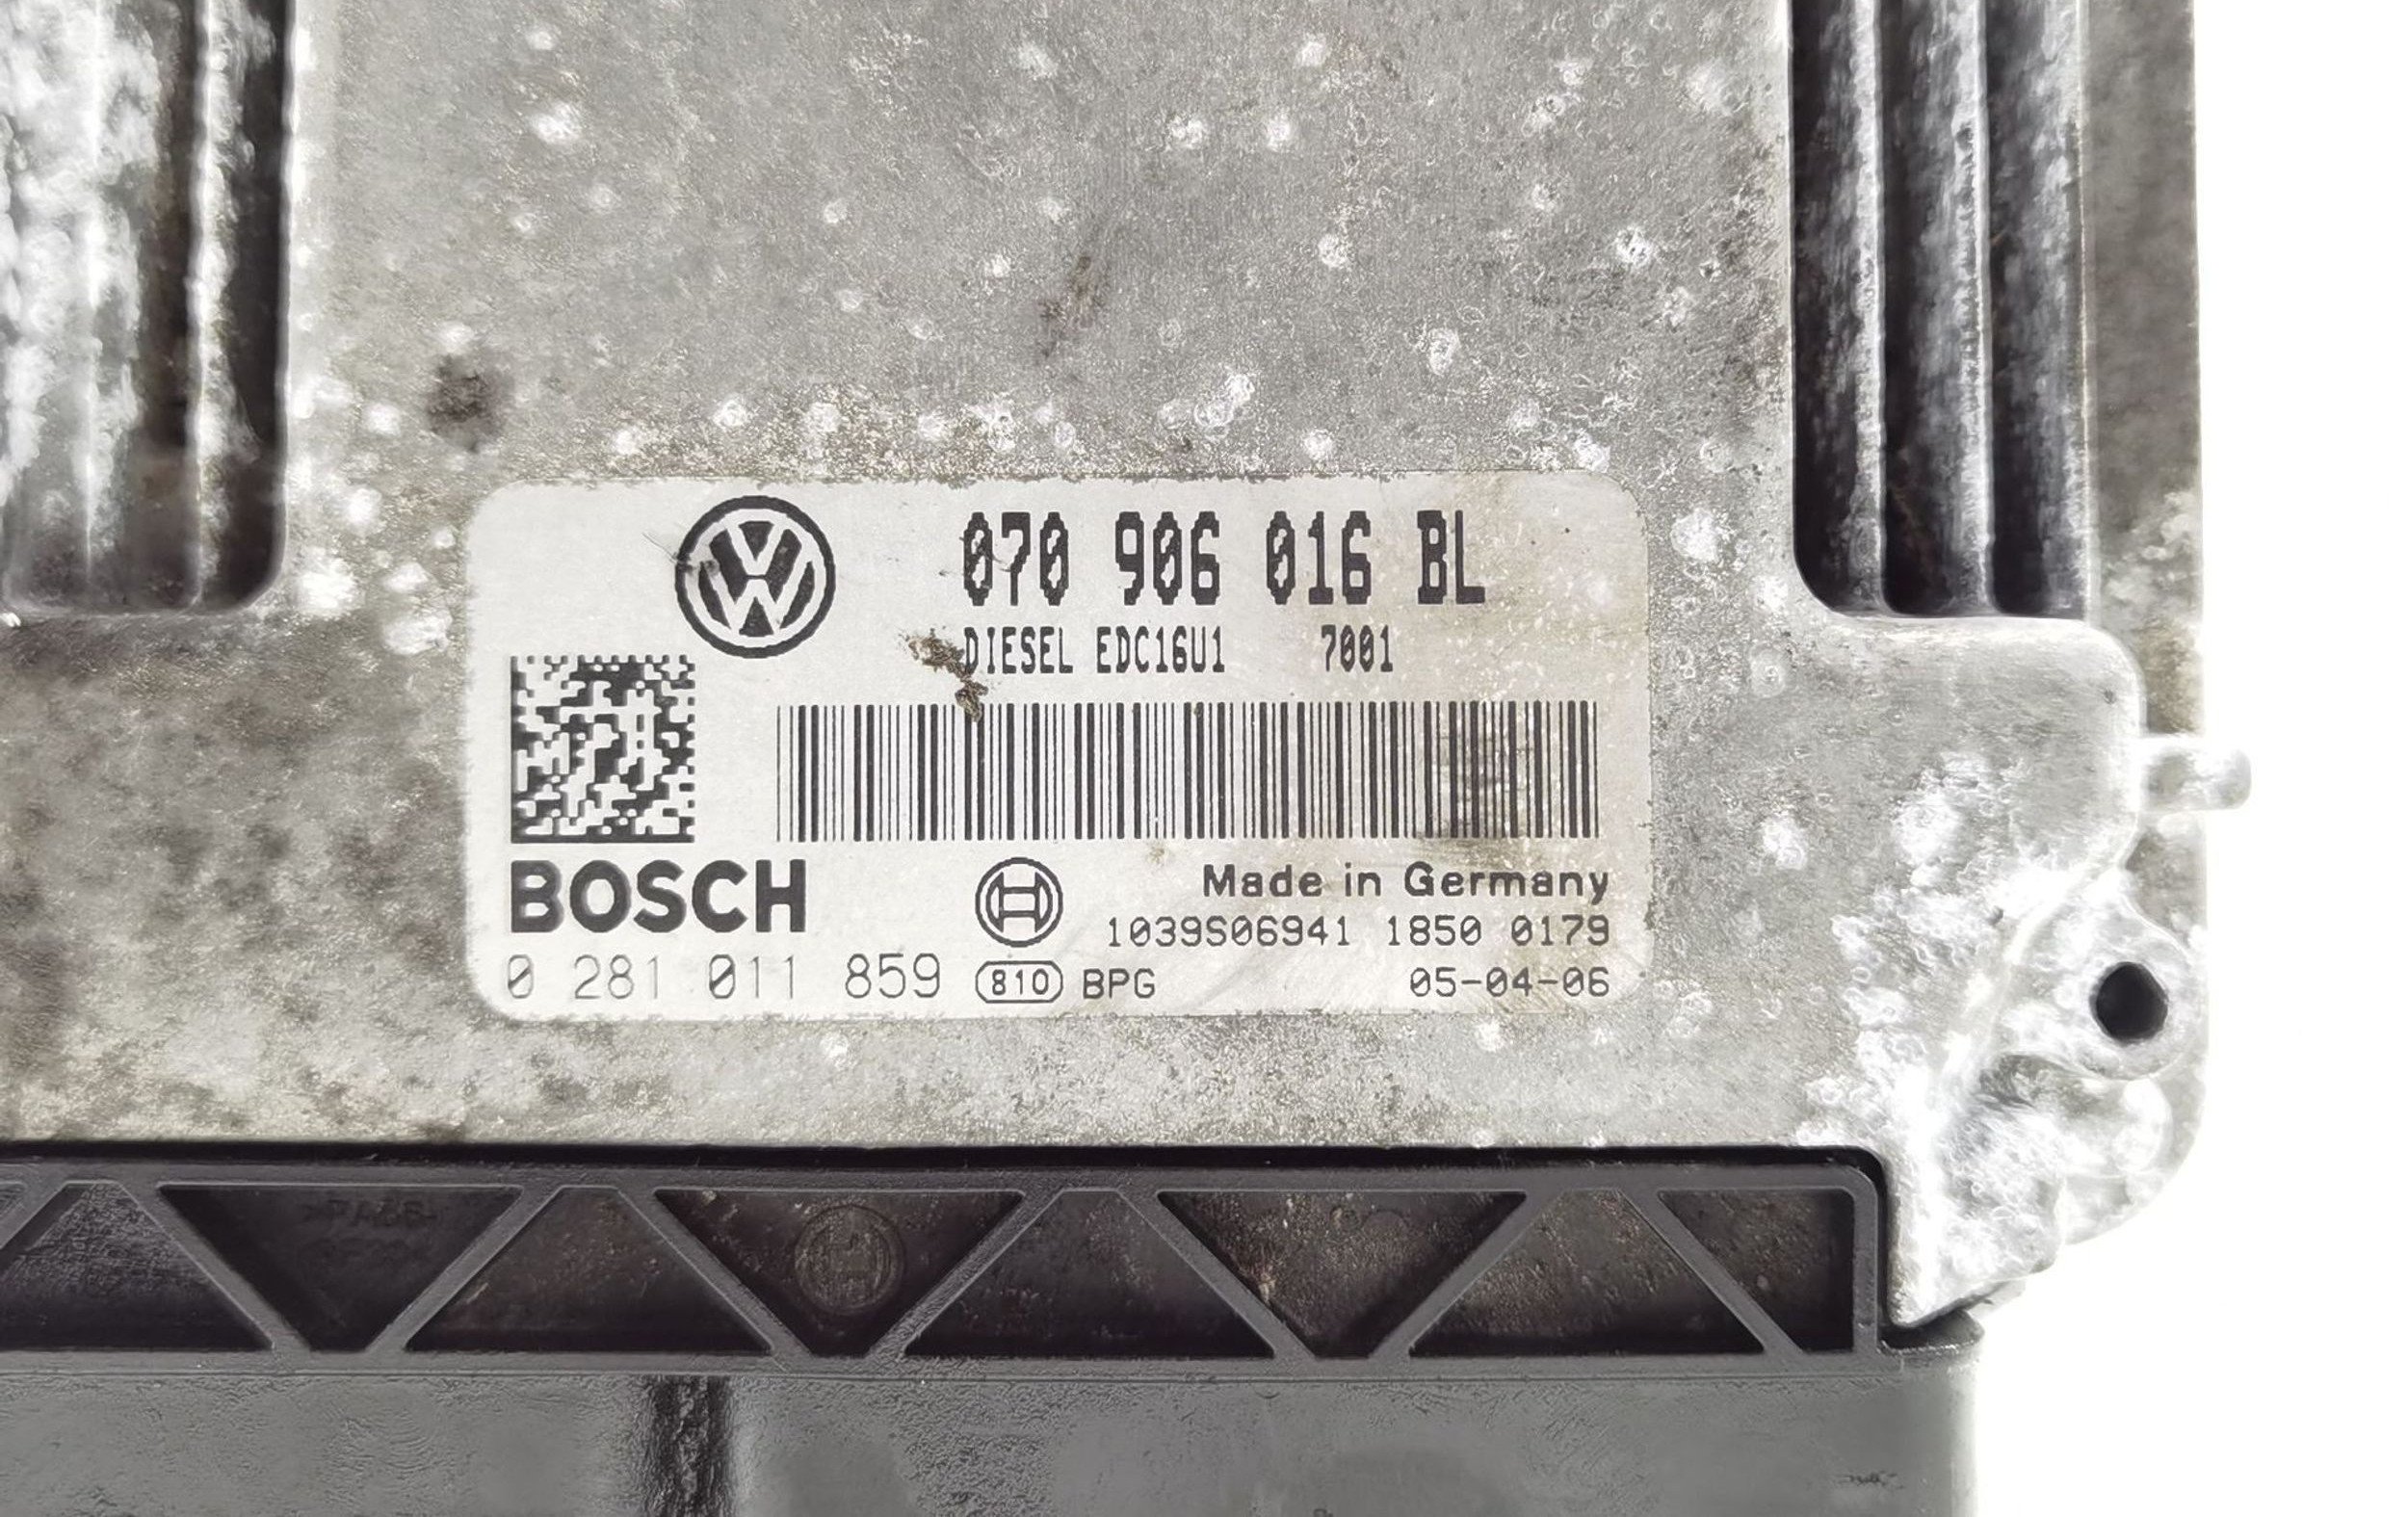 070 906 016 BL
DIESEL EDC16U1 7001
BOSCH
Made in Germany
1039S06941 1850 0179
0 281 011 859 810 BPG 05-04-06